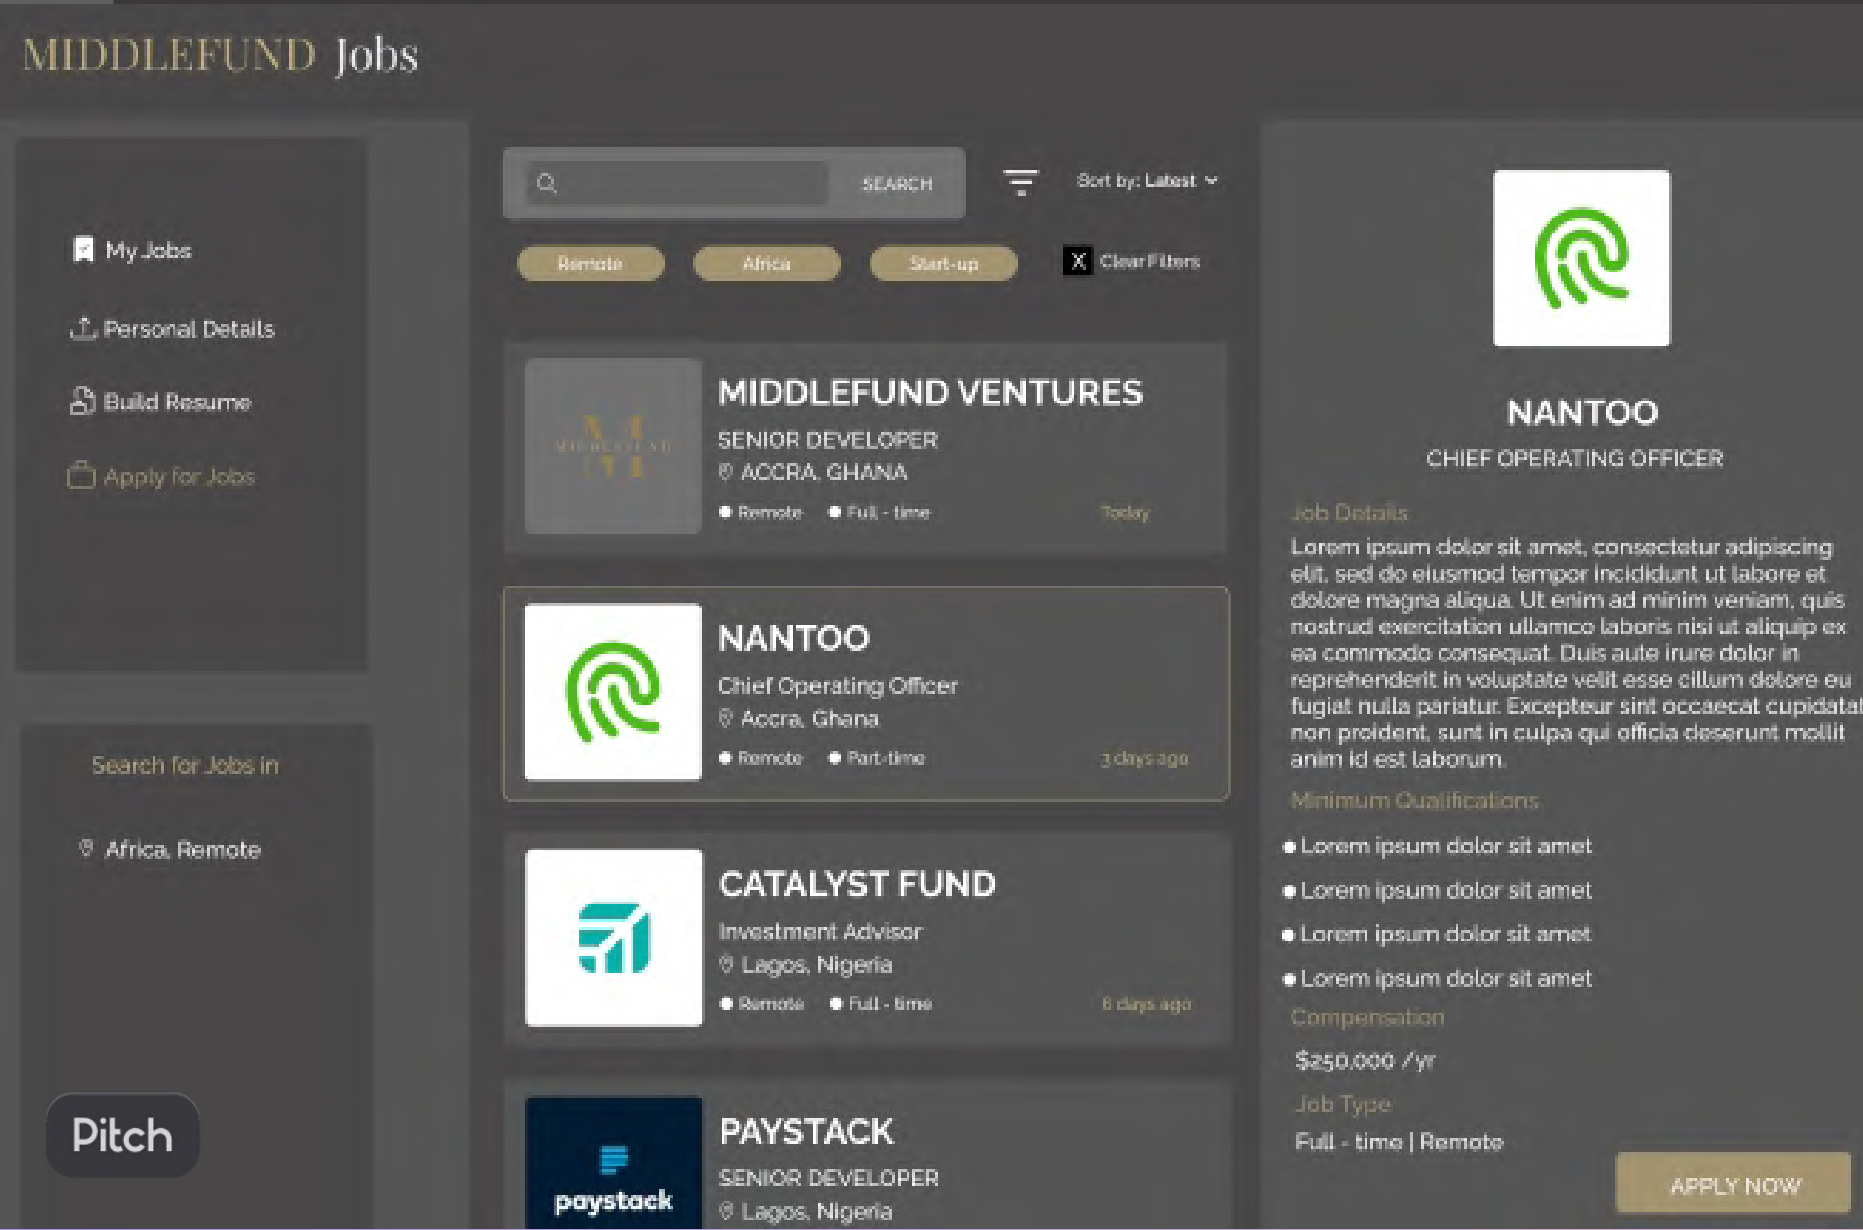 MIDDLEFUND Jobs
My Jobs
Personal Details
Build Resume
Apply for Jobs
Search for Jobs in
Africa, Remote
Pitch
SEARCH
Sort by: Latest
Remote
Africa
Start-up
X Clear Filters
MIDDLEFUND
MIDDLEFUND VENTURES
SENIOR DEVELOPER
ACCRA, GHANA
Remote Full - time
Today
NANTOO
Chief Operating Officer
Accra, Ghana
Remote Part-time
3 days ago
CATALYST FUND
Investment Advisor
Lagos, Nigeria
Remote Full - time
6 days ago
paystack
PAYSTACK
SENIOR DEVELOPER
Lagos, Nigeria
NANTOO
CHIEF OPERATING OFFICER
Job Details
Lorem ipsum dolor sit amet, consectetur adipiscing
elit, sed do eiusmod tempor incididunt ut labore et
dolore magna aliqua. Ut enim ad minim veniam, quis
nostrud exercitation ullamco laboris nisi ut aliquip ex
ea commodo consequat. Duis aute irure dolor in
reprehenderit in voluptate velit esse cillum dolore eu
fugiat nulla pariatur. Excepteur sint occaecat cupidatat
non proident, sunt in culpa qui officia deserunt mollit
anim id est laborum.
Minimum Qualifications
Lorem ipsum dolor sit amet
Lorem ipsum dolor sit amet
Lorem ipsum dolor sit amet
Lorem ipsum dolor sit amet
Compensation
$250,000 /yr
Job Type
Full - time | Remote
APPLY NOW